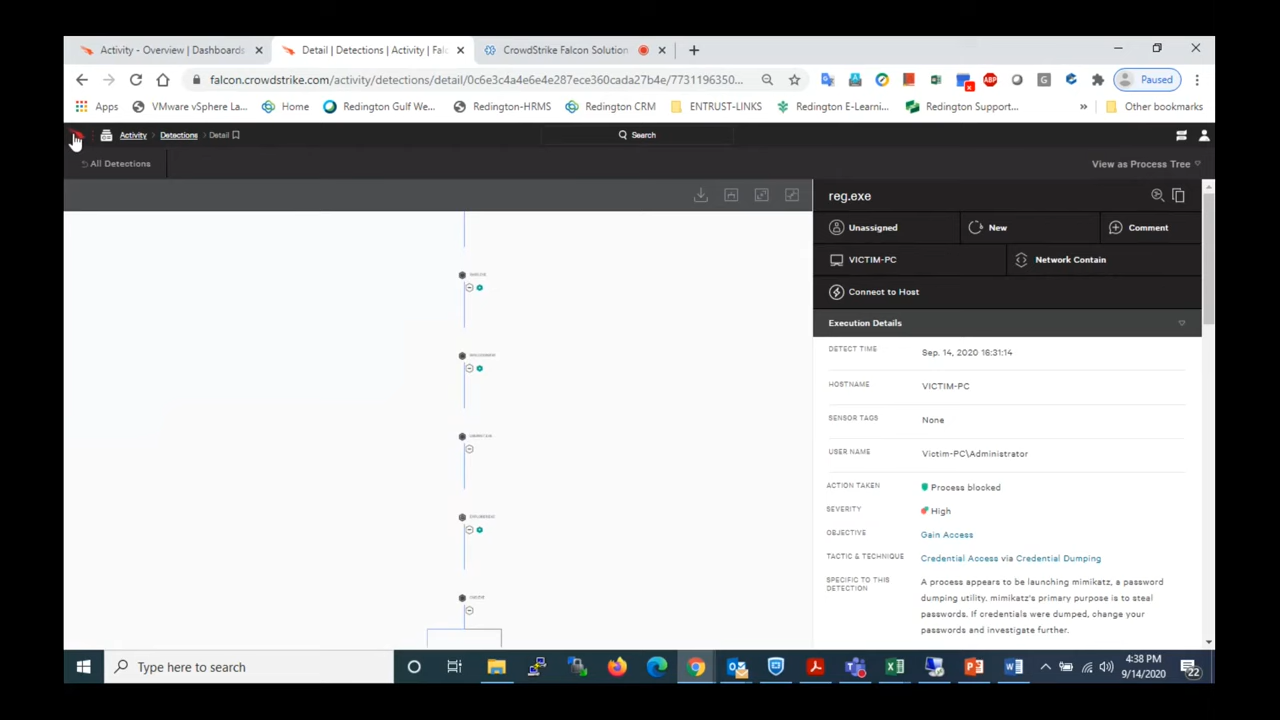 Activity - Overview | Dashboards
Detail | Detections | Activity | Fal
CrowdStrike Falcon Solution
falcon.crowdstrike.com/activity/detections/detail/0c6e3c4a4e6e4e287ece360cada27b4e/7731196350...
ABP
G
Paused
Apps
VMware vSphere La...
Home
Redington Gulf We...
Redington-HRMS
Redington CRM
ENTRUST-LINKS
Redington E-Learni...
Redington Support...
»
Other bookmarks
Activity
Detections
Detail
Search
All Detections
View as Process Tree
reg.exe
Unassigned
New
Comment
VICTIM-PC
Network Contain
Connect to Host
Execution Details
DETECT TIME
Sep. 14, 2020 16:31:14
HOSTNAME
VICTIM-PC
SENSOR TAGS
None
USER NAME
Victim-PC\Administrator
ACTION TAKEN
Process blocked
SEVERITY
High
OBJECTIVE
Gain Access
TACTIC & TECHNIQUE
Credential Access via Credential Dumping
SPECIFIC TO THIS
DETECTION
A process appears to be launching mimikatz, a password
dumping utility. mimikatz's primary purpose is to steal
passwords. If credentials were dumped, change your
passwords and investigate further.
Type here to search
4:38 PM
9/14/2020
22